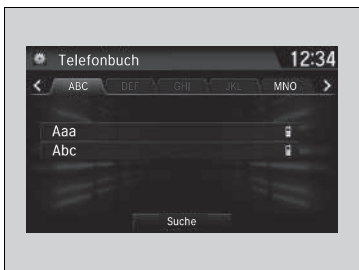 Telefonbuch 12:34
ABC DEF GHI JKL MNO
Aaa
Abc
Suche